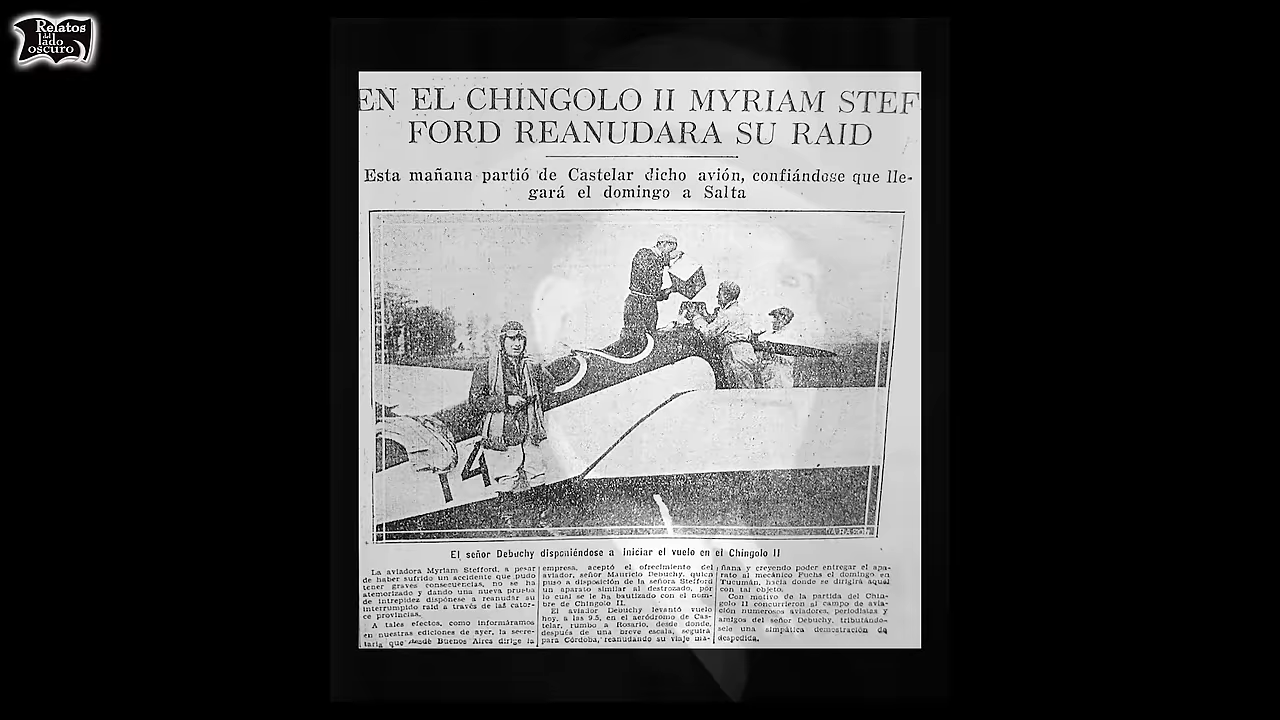 Relatos
del
lado
oscuro
EN EL CHINGOLO II MYRIAM STEF
FORD REANUDARA SU RAID
Esta mañana partió de Castelar dicho avión, confiándose que lle-
gará el domingo a Salta
14
LA RAZON
El señor Debuchy disponiéndose a iniciar el vuelo en el Chingolo II
La aviadora Myriam Stefford, a pesar
de haber sufrido un accidente que pudo
tener graves consecuencias, no se ha
atemorizado y dando una nueva prueba
de intrepidez dispónese a reanudar su
interrumpido raid a través de las cator-
ce provincias.
A tales efectos, como informáramos
en nuestras ediciones de ayer, la secre-
taría que desde Buenos Aires dirige la
empresa, aceptó el ofrecimiento del
aviador, señor Mauricio Debuchy, quien
puso a disposición de la señora Stefford
un aparato similar al destrozado, por
lo cual se le ha bautizado con el nom-
bre de Chingolo II.
El aviador Debuchy levantó vuelo
hoy, a las 9.5, en el aeródromo de Cas-
telar, rumbo a Rosario, desde donde,
después de una breve escala, seguirá
para Córdoba, reanudando su viaje ma-
ñana y creyendo poder entregar el apa-
rato al mecánico Fuchs el domingo en
Tucumán, hacia donde se dirigirá aquél
con tal objeto.
Con motivo de la partida del Chin-
golo II concurrieron al campo de avia-
ción numerosos aviadores, periodistas y
amigos del señor Debuchy, tributándo-
sele una simpática demostración de
despedida.